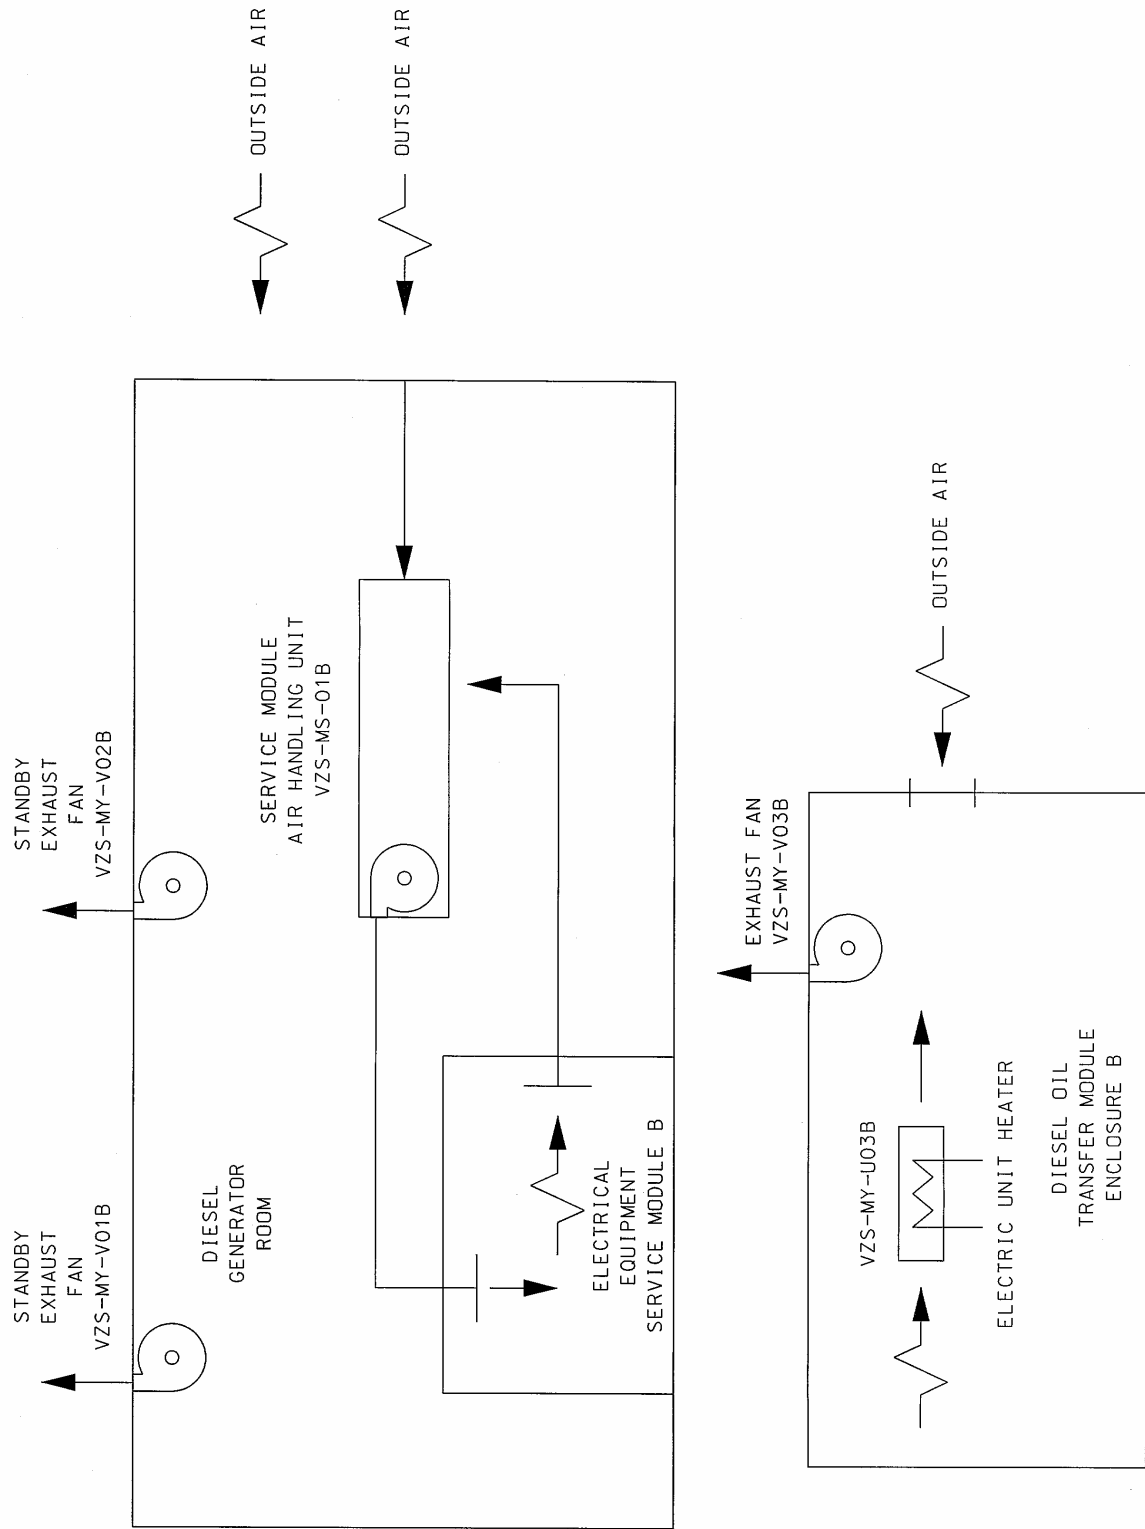 STANDBY
EXHAUST
FAN
VZS-MY-V01B
STANDBY
EXHAUST
FAN
VZS-MY-V02B
OUTSIDE AIR
OUTSIDE AIR
DIESEL
GENERATOR
ROOM
SERVICE MODULE
AIR HANDLING UNIT
VZS-MS-01B
ELECTRICAL
EQUIPMENT
SERVICE MODULE B
EXHAUST FAN
VZS-MY-V03B
OUTSIDE AIR
VZS-MY-U03B
ELECTRIC UNIT HEATER
DIESEL OIL
TRANSFER MODULE
ENCLOSURE B